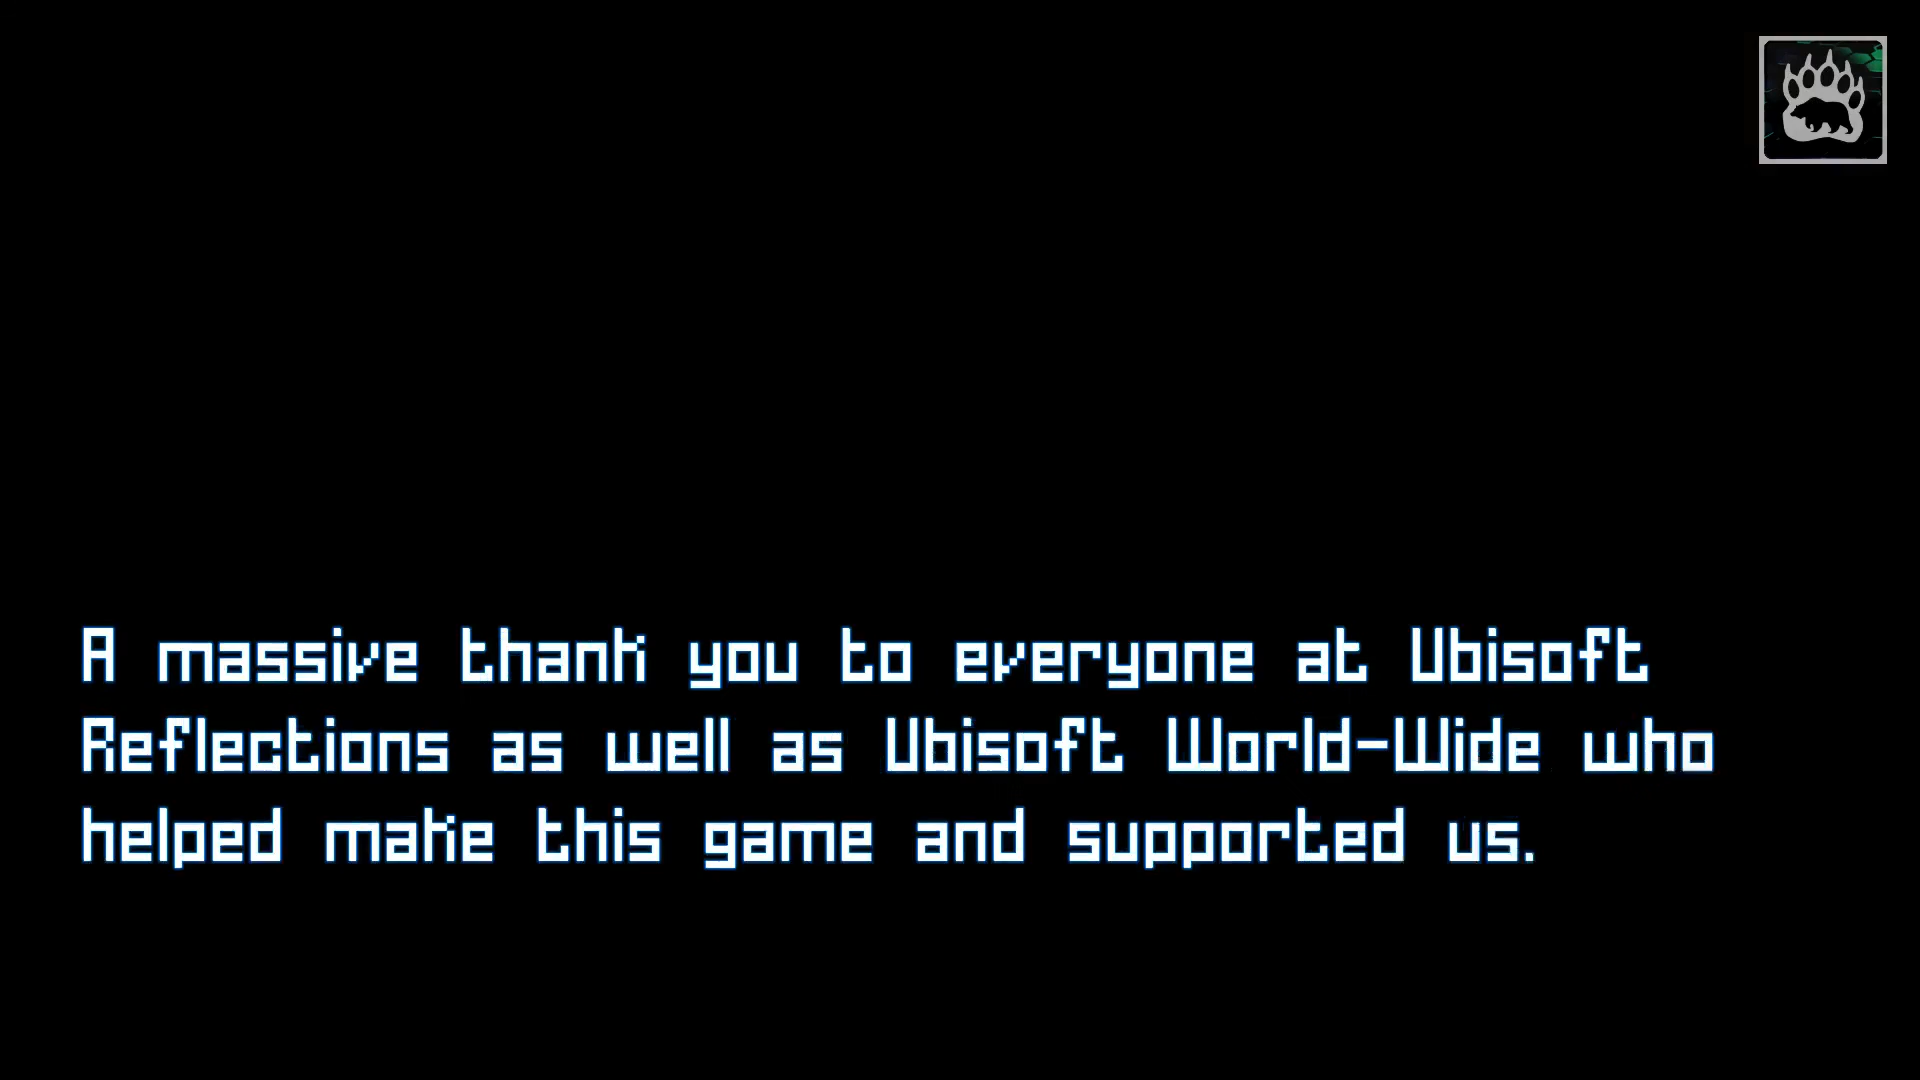 A massive thank you to everyone at Ubisoft
Reflections as well as Ubisoft World-Wide who
helped make this game and supported us.